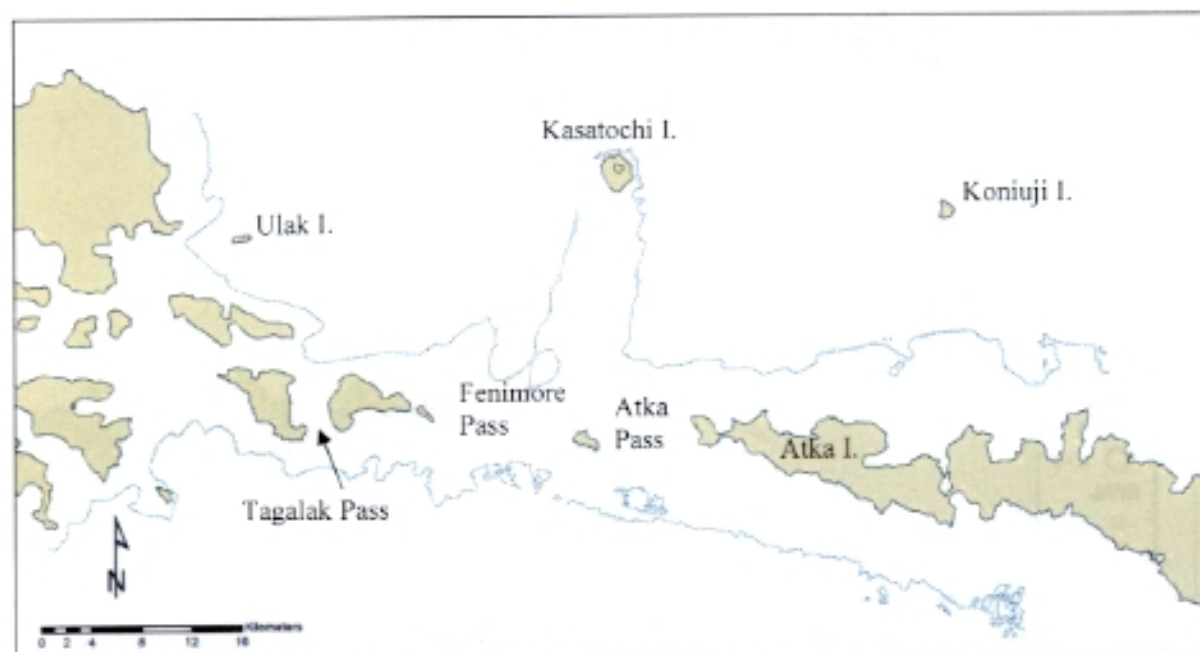 Kasatochi I.
Koniuji I.
Ulak I.
Fenimore
Pass
Atka
Pass
Atka I.
Tagalak Pass
N
Kilometers
0 2 4 8 12 16